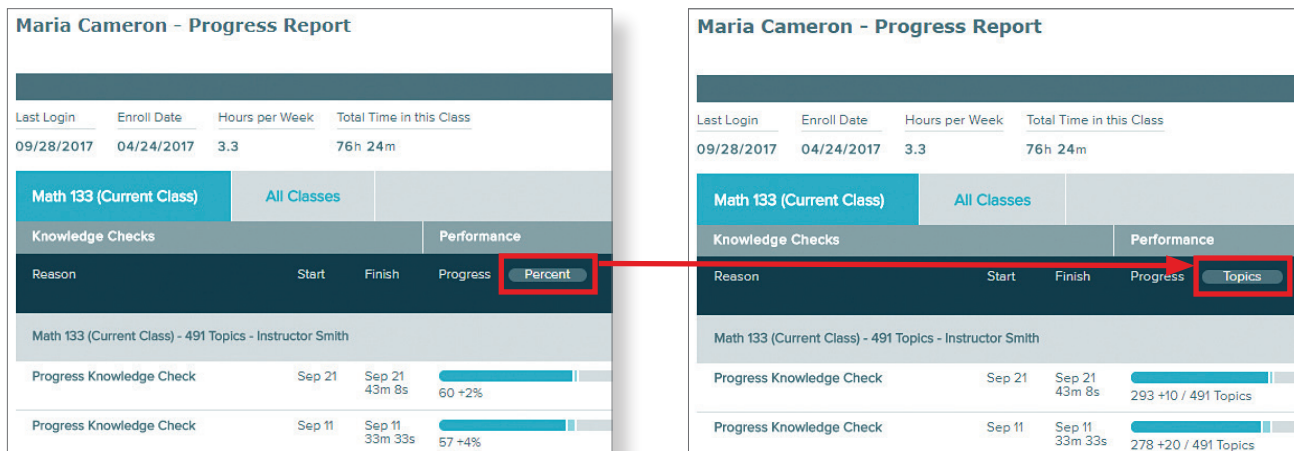 Maria Cameron - Progress Report
Last Login Enroll Date Hours per Week Total Time in this Class
09/28/2017 04/24/2017 3.3 76h 24m
Math 133 (Current Class) All Classes
Knowledge Checks Performance
Reason Start Finish Progress Percent
Math 133 (Current Class) - 491 Topics - Instructor Smith
Progress Knowledge Check Sep 21 Sep 21
43m 8s
60 +2%
Progress Knowledge Check Sep 11 Sep 11
33m 33s
57 +4%
Maria Cameron - Progress Report
Last Login Enroll Date Hours per Week Total Time in this Class
09/28/2017 04/24/2017 3.3 76h 24m
Math 133 (Current Class) All Classes
Knowledge Checks Performance
Reason Start Finish Progress Topics
Math 133 (Current Class) - 491 Topics - Instructor Smith
Progress Knowledge Check Sep 21 Sep 21
43m 8s
293 +10 / 491 Topics
Progress Knowledge Check Sep 11 Sep 11
33m 33s
278 +20 / 491 Topics